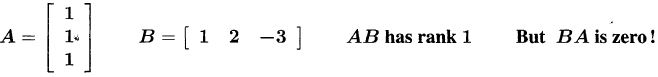 A = [ 1 1 1 ] B = [ 1 2 −3 ] AB has rank 1 But BA is zero!